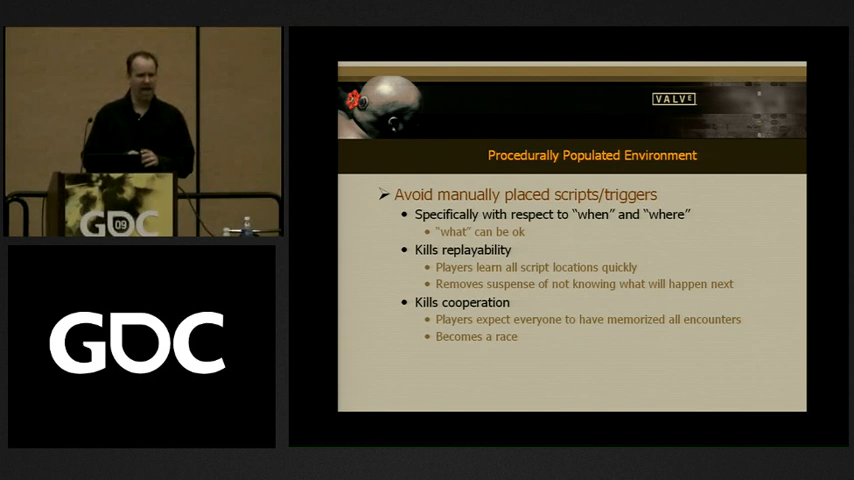 GDC 09
GDC
VALVE
Procedurally Populated Environment
Avoid manually placed scripts/triggers
Specifically with respect to “when” and “where”
“what” can be ok
Kills replayability
Players learn all script locations quickly
Removes suspense of not knowing what will happen next
Kills cooperation
Players expect everyone to have memorized all encounters
Becomes a race